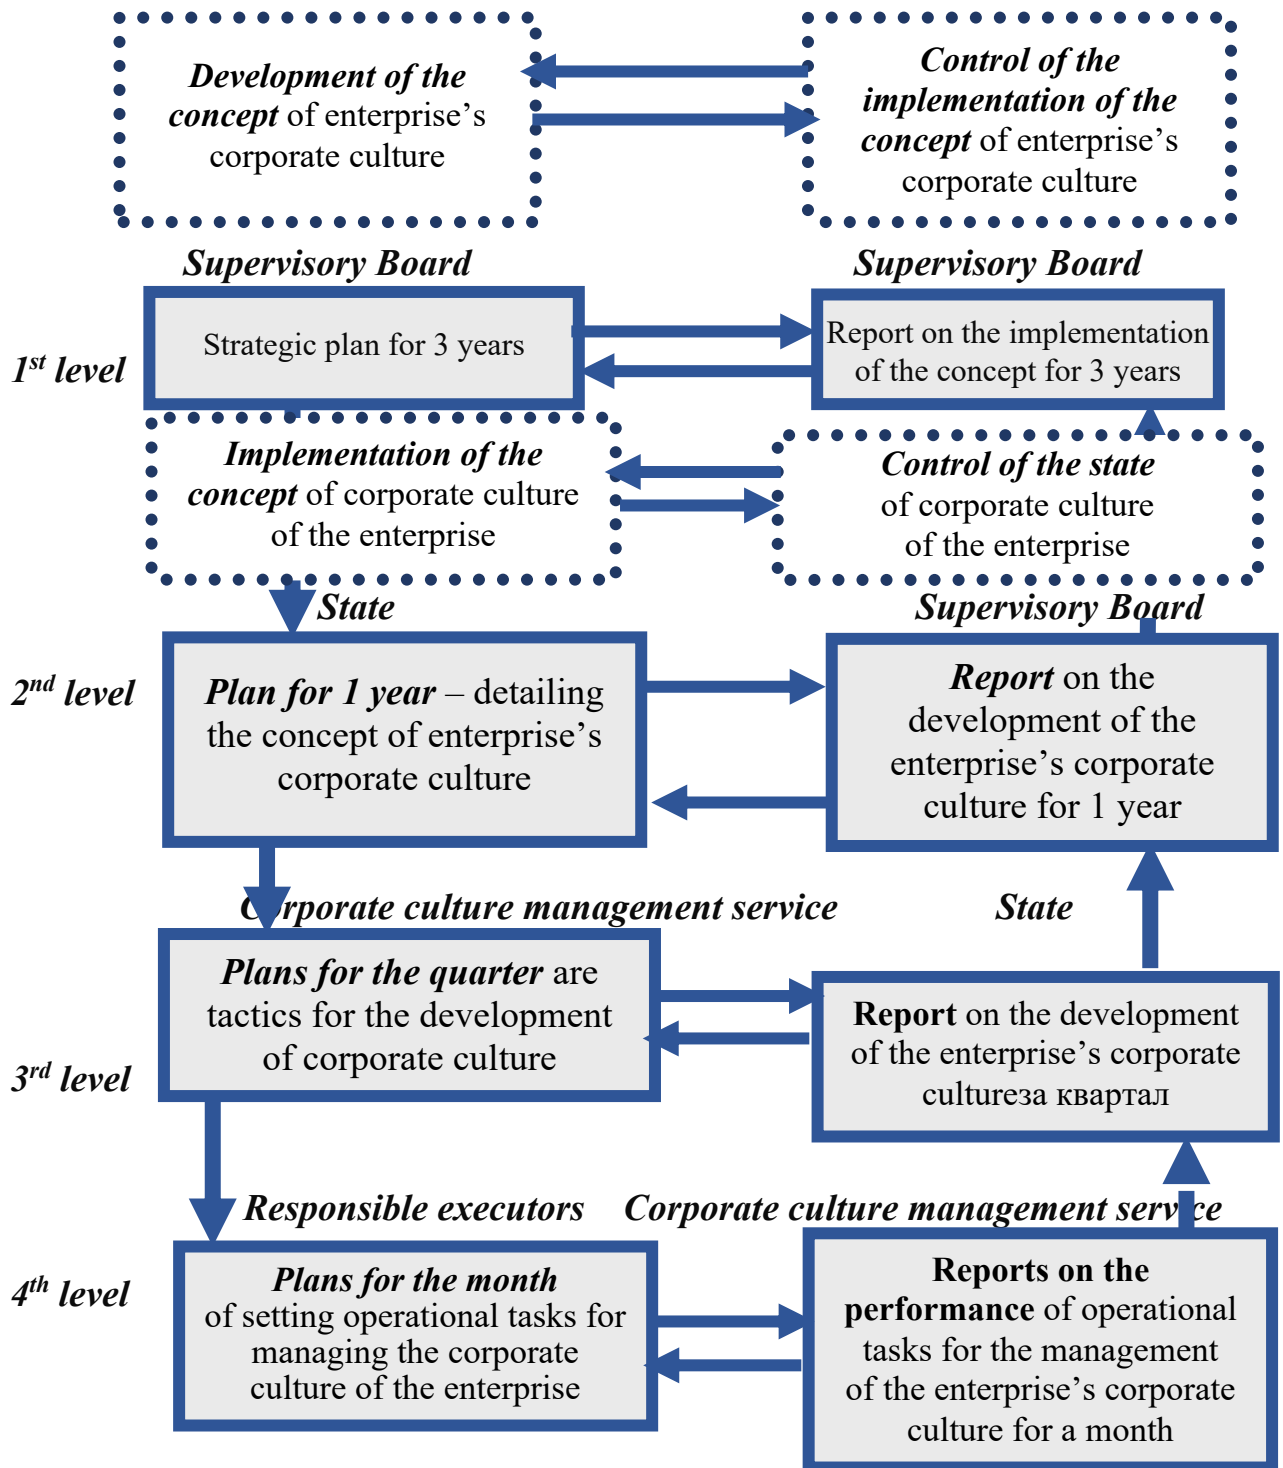 Development of the
concept of enterprise’s
corporate culture
Control of the
implementation of the
concept of enterprise’s
corporate culture
Supervisory Board
Supervisory Board
1st level
Strategic plan for 3 years
Report on the implementation
of the concept for 3 years
Implementation of the
concept of corporate culture
of the enterprise
Control of the state
of corporate culture
of the enterprise
State
Supervisory Board
2nd level
Plan for 1 year – detailing
the concept of enterprise’s
corporate culture
Report on the
development of the
enterprise’s corporate
culture for 1 year
Corporate culture management service
State
3rd level
Plans for the quarter are
tactics for the development
of corporate culture
Report on the development
of the enterprise’s corporate
cultureза квартал
Responsible executors
Corporate culture management service
4th level
Plans for the month
of setting operational tasks for
managing the corporate
culture of the enterprise
Reports on the
performance of operational
tasks for the management
of the enterprise’s corporate
culture for a month